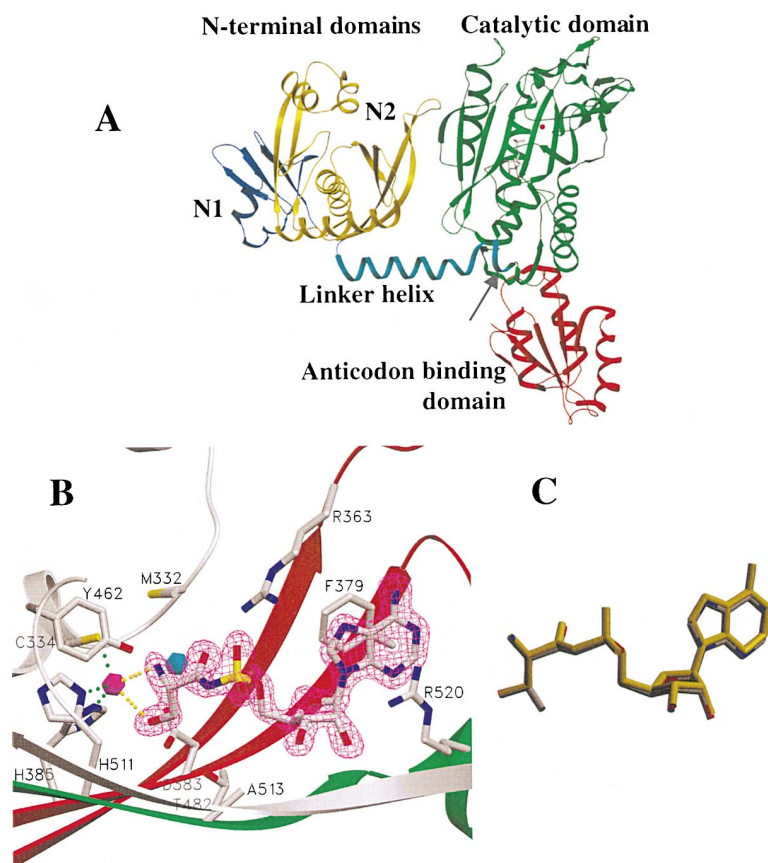 N-terminal domains
Catalytic domain
A
N2
N1
Linker helix
Anticodon binding
domain
B
C
R363
M332
Y462
F379
C334
R520
H511
H385
D383
T482
A513